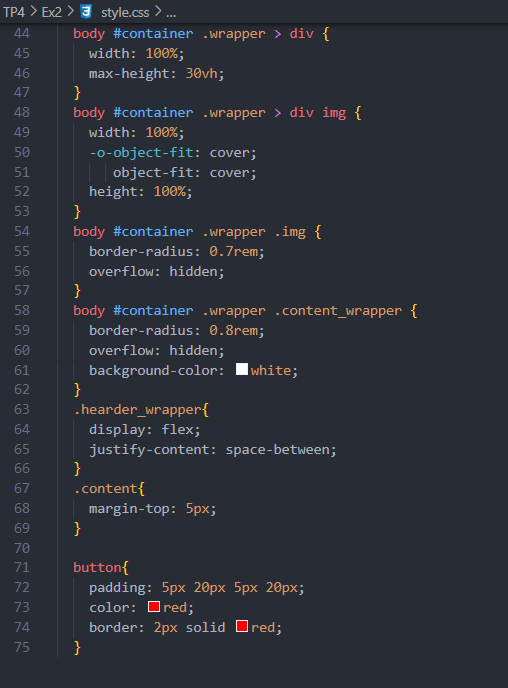 TP4 > Ex2 > style.css > ...
44 body #container .wrapper > div {
45 width: 100%;
46 max-height: 30vh;
47 }
48 body #container .wrapper > div img {
49 width: 100%;
50 -o-object-fit: cover;
51 object-fit: cover;
52 height: 100%;
53 }
54 body #container .wrapper .img {
55 border-radius: 0.7rem;
56 overflow: hidden;
57 }
58 body #container .wrapper .content_wrapper {
59 border-radius: 0.8rem;
60 overflow: hidden;
61 background-color: white;
62 }
63 .hearder_wrapper{
64 display: flex;
65 justify-content: space-between;
66 }
67 .content{
68 margin-top: 5px;
69 }
70
71 button{
72 padding: 5px 20px 5px 20px;
73 color: red;
74 border: 2px solid red;
75 }